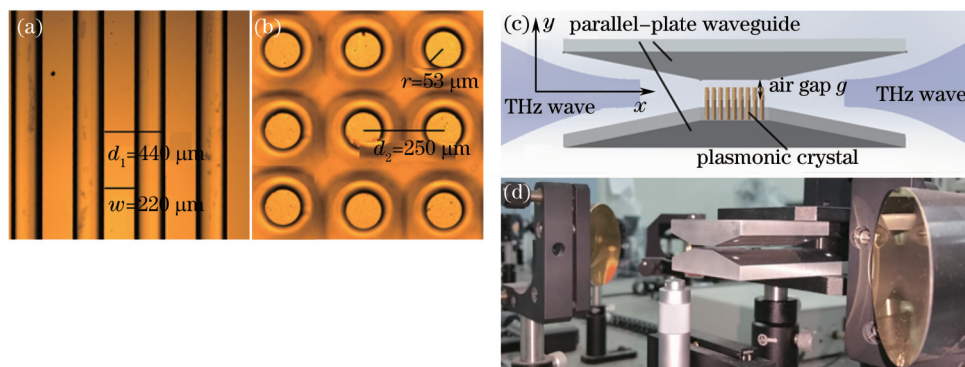 (a)
d₁=440 μm
w=220 μm
(b)
r=53 μm
d₂=250 μm
(c)
y
parallel–plate waveguide
air gap g
THz wave
x
THz wave
plasmonic crystal
(d)